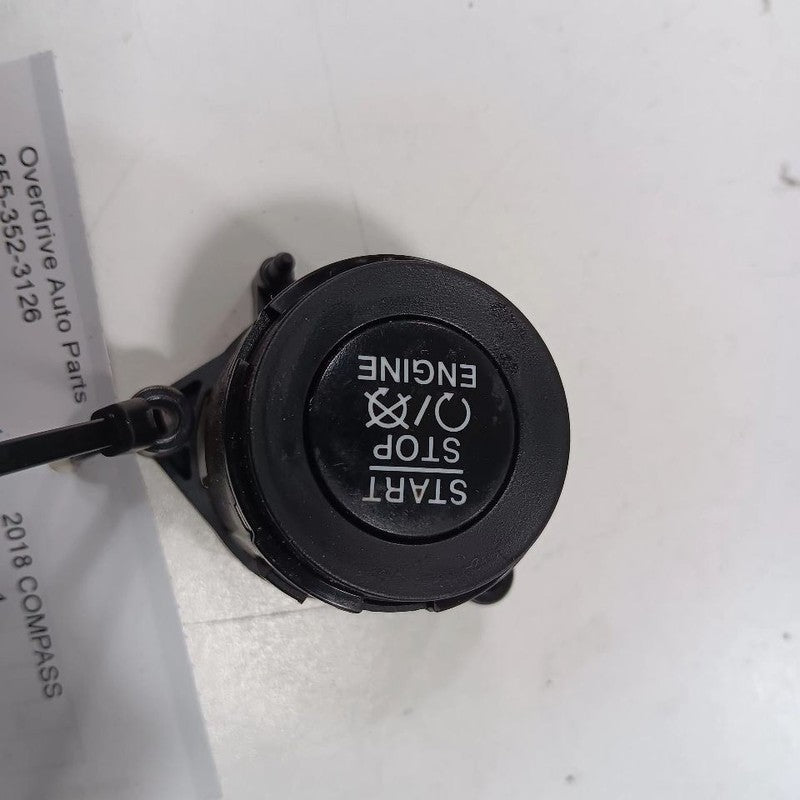 Overdrive Auto Parts
855-352-3126
2018 COMPASS
START
STOP
ENGINE